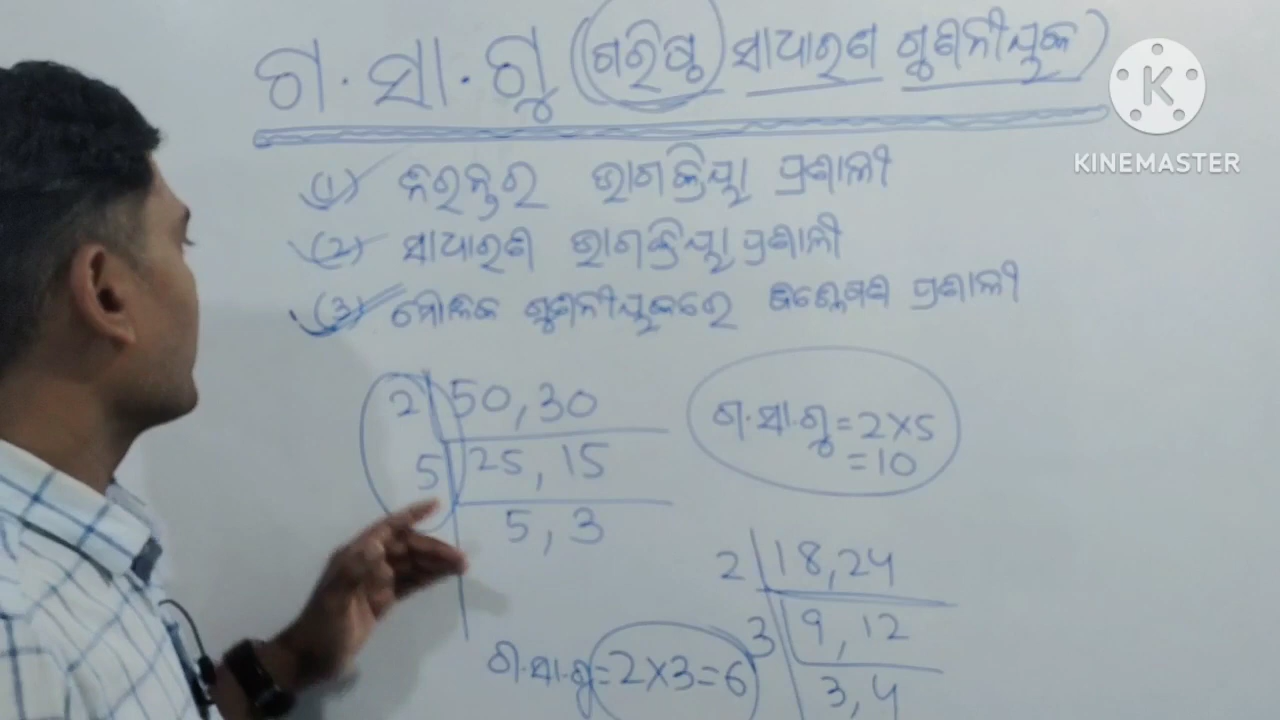 ଗ.ସା.ଗୁ (ଗରିଷ୍ଠ ସାଧାରଣ ଗୁଣନୀୟକ)
KINEMASTER
(1) ନିରନ୍ତର ଭାଗକ୍ରିୟା ପ୍ରଣାଳୀ
(2) ସାଧାରଣ ଭାଗକ୍ରିୟା ପ୍ରଣାଳୀ
(3) ମୌଳିକ ଗୁଣନୀୟକରେ ବିଶ୍ଳେଷଣ ପ୍ରଣାଳୀ
2 50, 30
5 25, 15
5, 3
ଗ.ସା.ଗୁ = 2×5
= 10
2 18, 24
3 9, 12
3, 4
ଗ.ସା.ଗୁ = 2×3 = 6